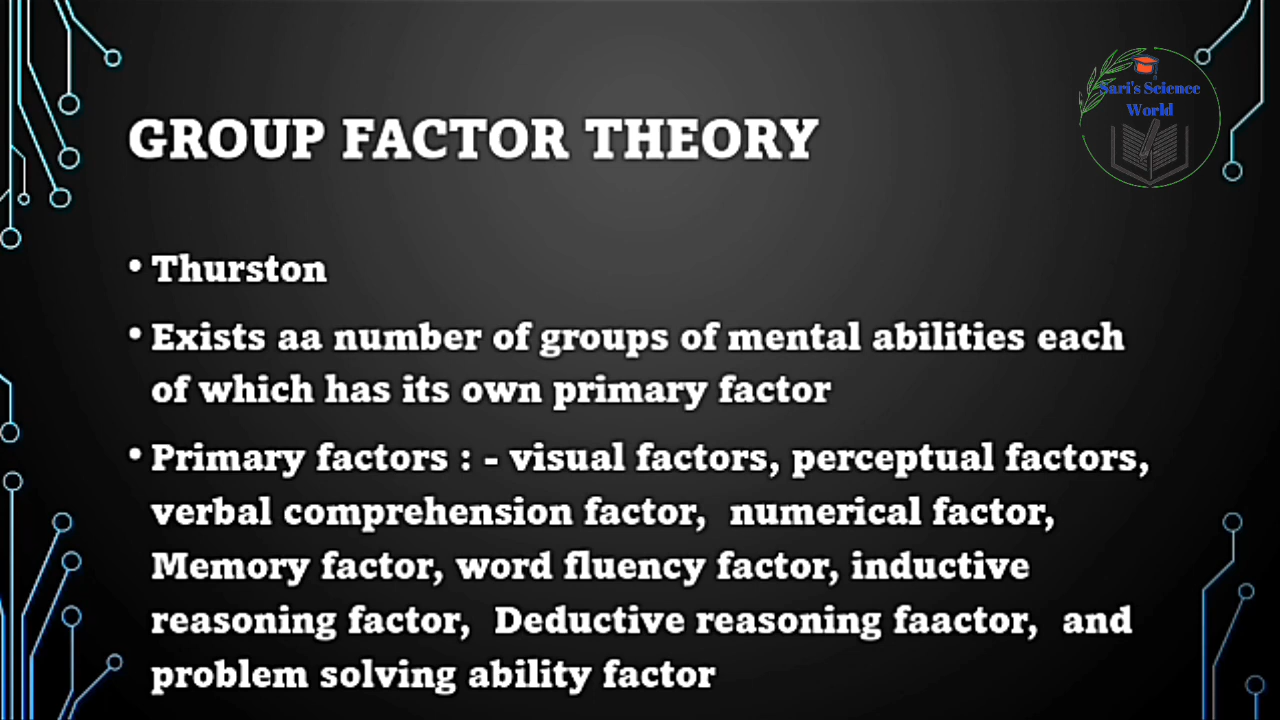 Sari's Science
World
GROUP FACTOR THEORY
• Thurston
• Exists aa number of groups of mental abilities each
of which has its own primary factor
• Primary factors : - visual factors, perceptual factors,
verbal comprehension factor, numerical factor,
Memory factor, word fluency factor, inductive
reasoning factor, Deductive reasoning faactor, and
problem solving ability factor